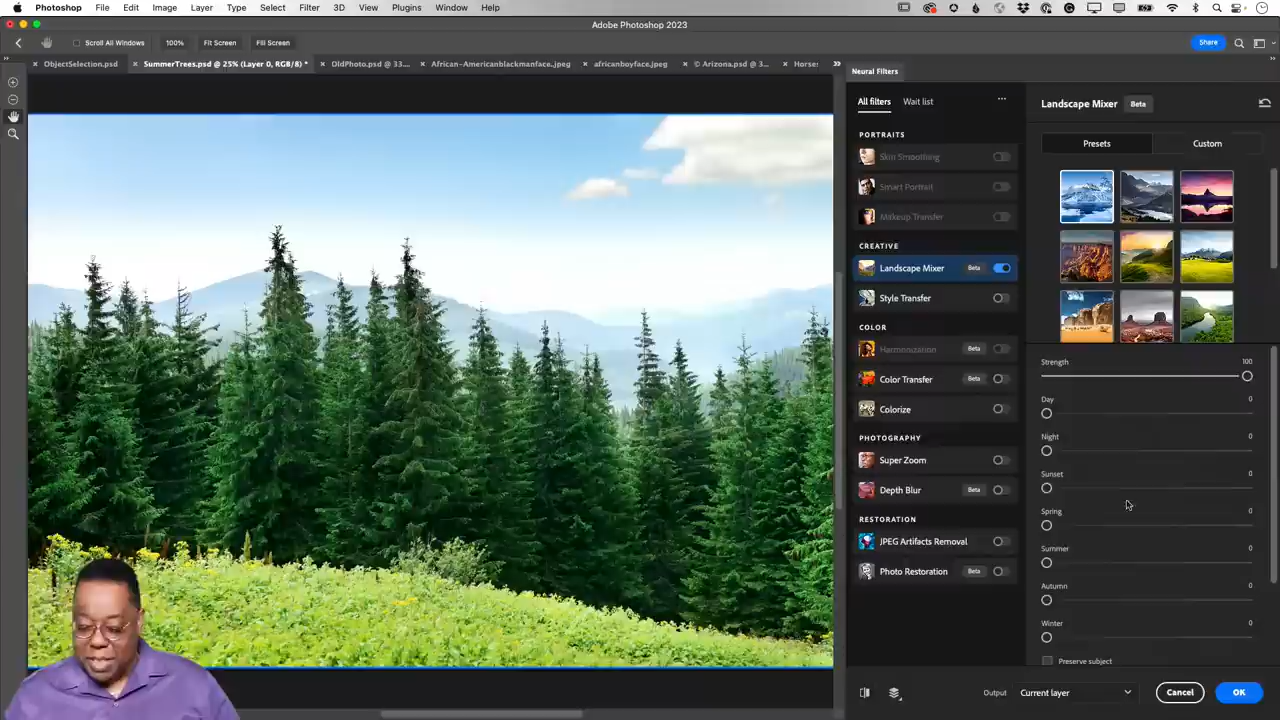 Photoshop File Edit Image Layer Type Select Filter 3D View Plugins Window Help
Adobe Photoshop 2023
Scroll All Windows 100% Fit Screen Fill Screen Share
ObjectSelection.psd SummerTrees.psd @ 25% (Layer 0, RGB/8) * OldPhoto.psd @ 33.... African-Americanblackmanface.jpeg africanboyface.jpeg © Arizona.psd @ 3... Horse:
Neural Filters
All filters Wait list
Landscape Mixer Beta
PORTRAITS
Presets Custom
Skin Smoothing
Smart Portrait
Makeup Transfer
CREATIVE
Landscape Mixer Beta
Style Transfer
COLOR
Harmonization Beta
Color Transfer Beta
Colorize
PHOTOGRAPHY
Super Zoom
Depth Blur Beta
RESTORATION
JPEG Artifacts Removal
Photo Restoration Beta
Strength 100
Day 0
Night 0
Sunset 0
Spring 0
Summer 0
Autumn 0
Winter 0
Preserve subject
Output Current layer Cancel OK